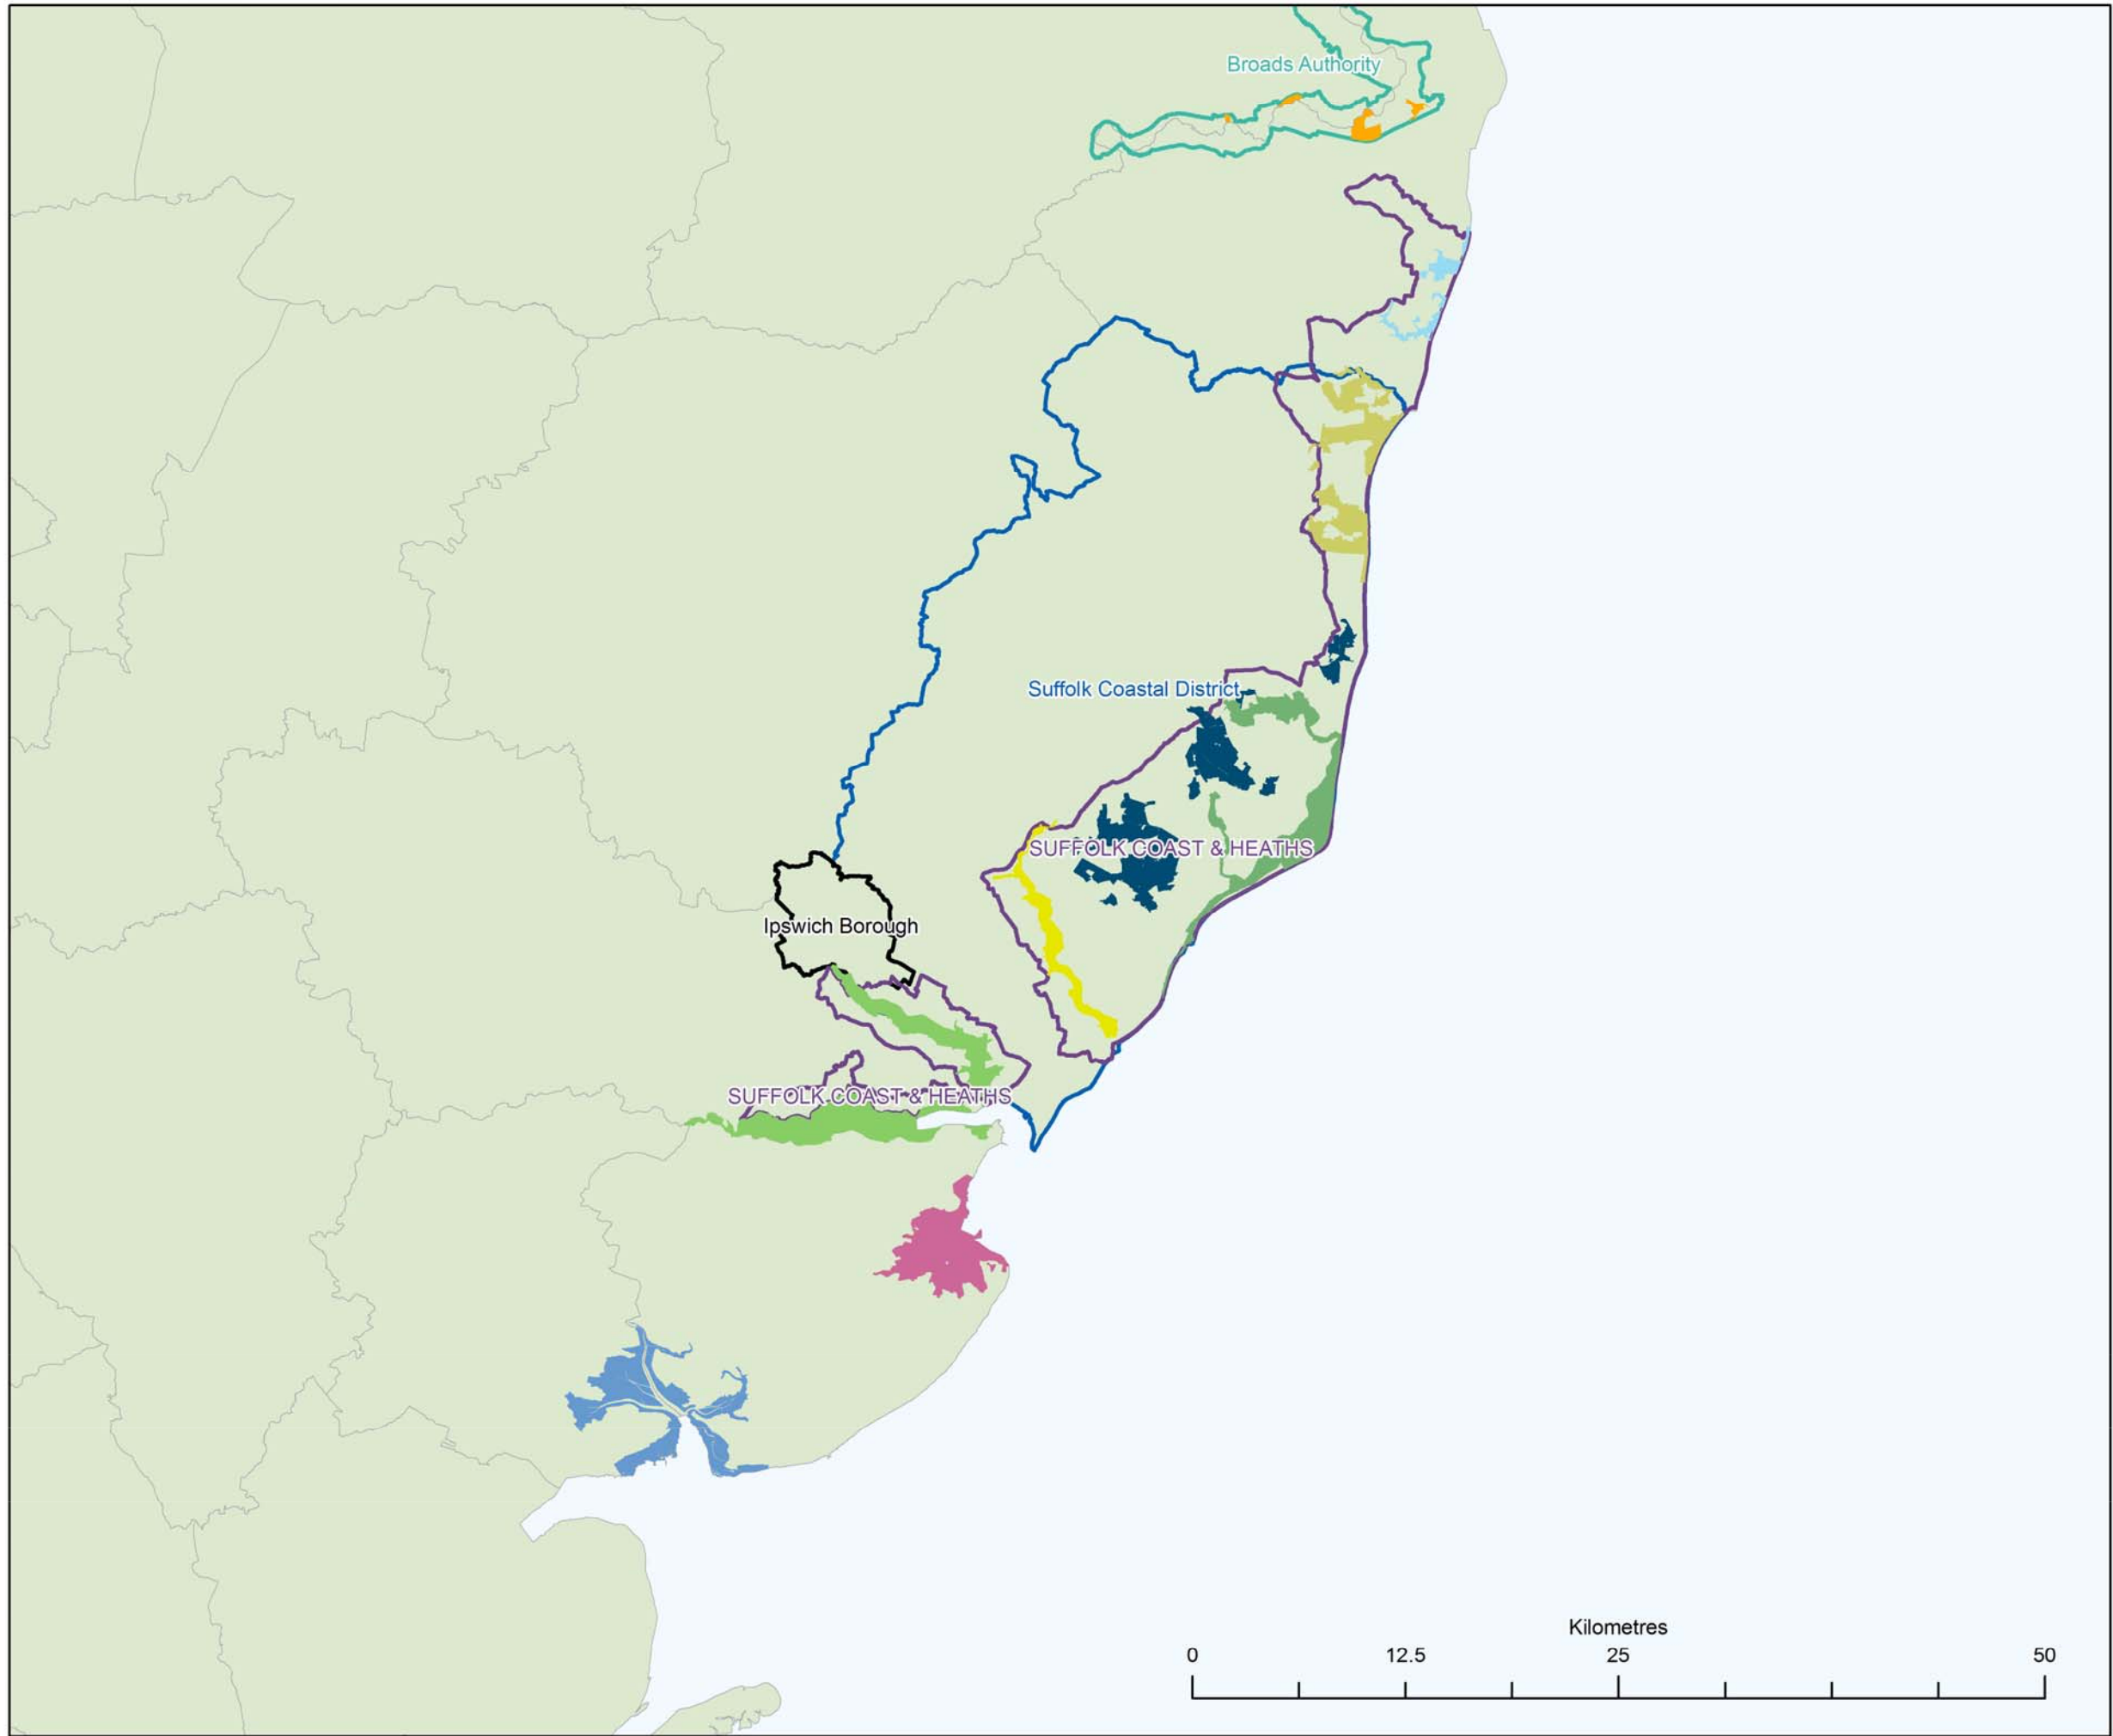 Broads Authority
Suffolk Coastal District
SUFFOLK COAST & HEATHS
Ipswich Borough
SUFFOLK COAST & HEATHS
Kilometres
0 12.5 25 50